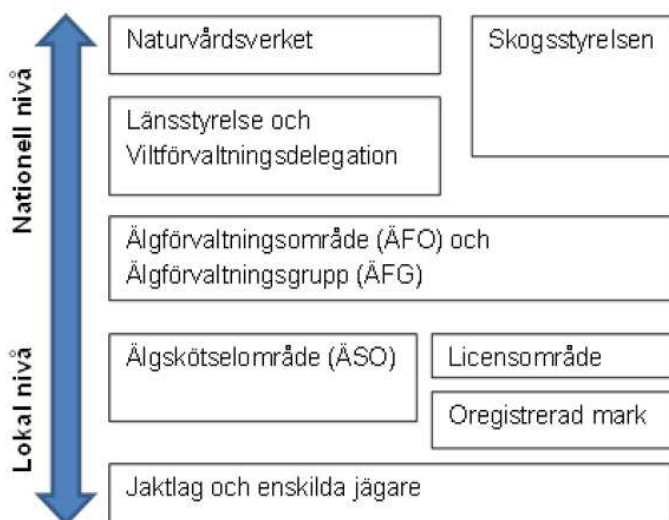 Nationell nivå
Lokal nivå
Naturvårdsverket
Skogsstyrelsen
Länsstyrelse och
Viltförvaltningsdelegation
Älgförvaltningsområde (ÄFO) och
Älgförvaltningsgrupp (ÄFG)
Älgskötselområde (ÄSO)
Licensområde
Oregistrerad mark
Jaktlag och enskilda jägare